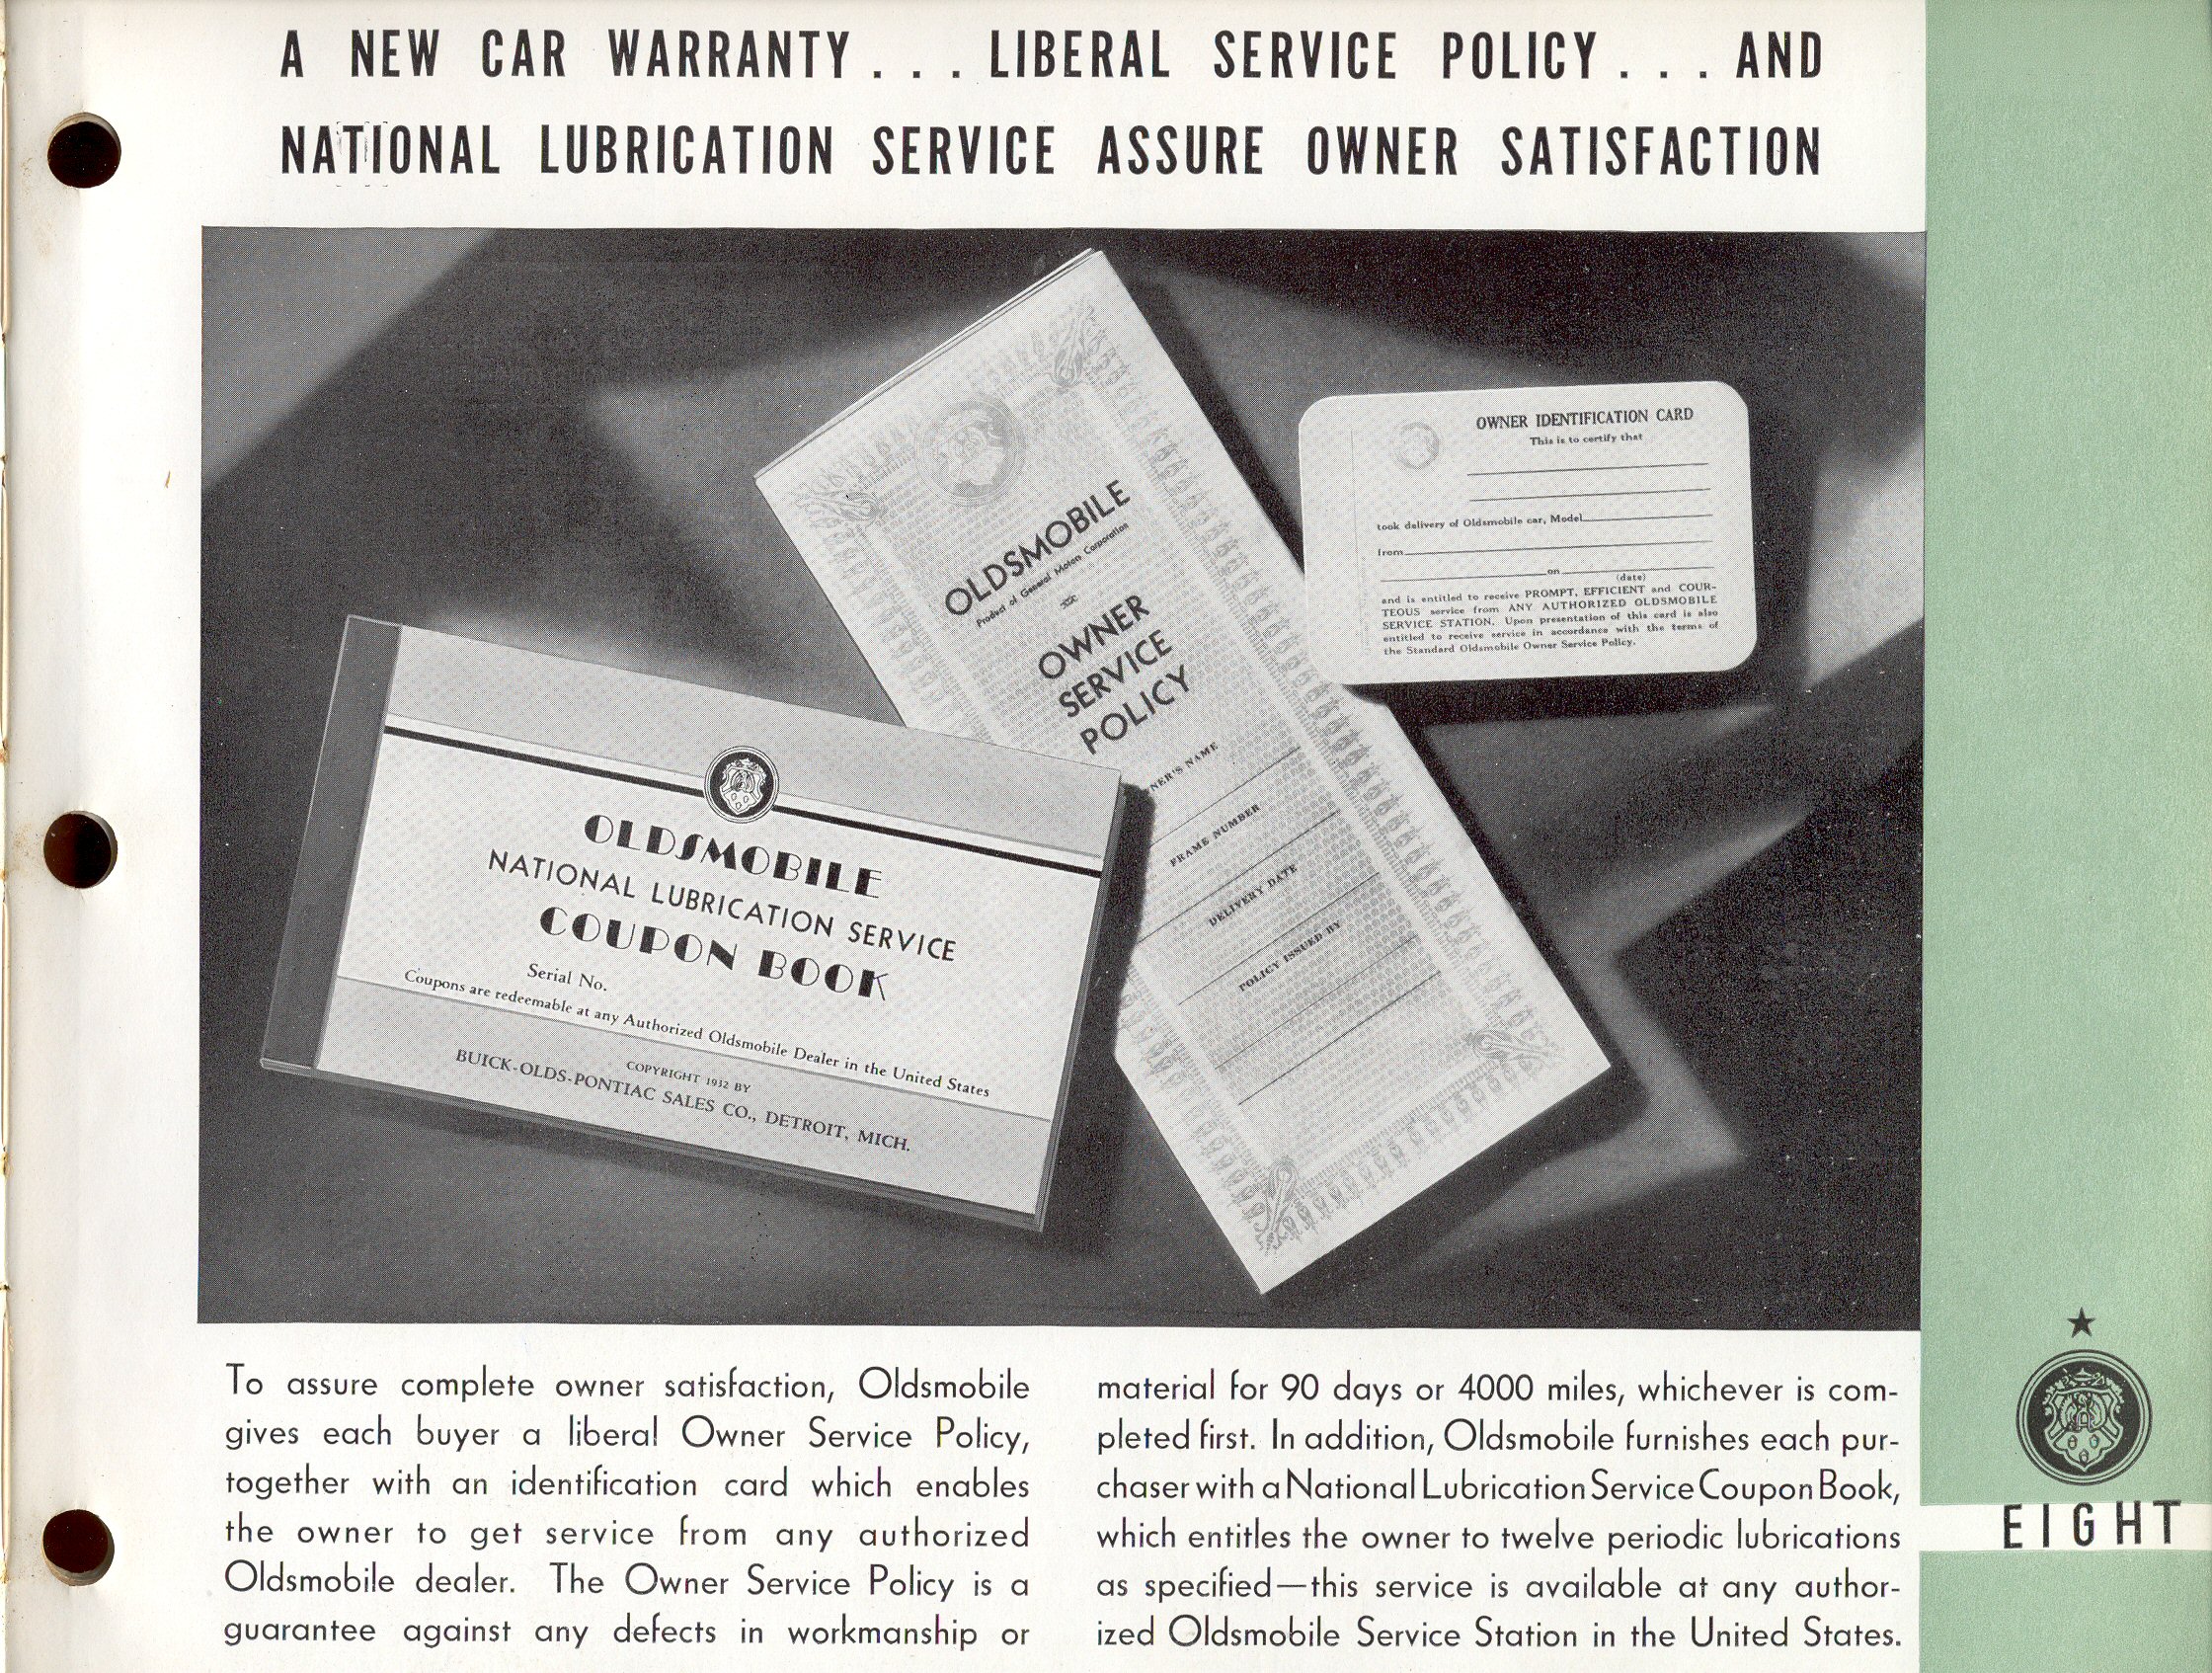 A NEW CAR WARRANTY . . . LIBERAL SERVICE POLICY . . . AND
NATIONAL LUBRICATION SERVICE ASSURE OWNER SATISFACTION
OLDSMOBILE
Product of General Motors Corporation
OWNER
SERVICE
POLICY
NER'S NAME
FRAME NUMBER
DELIVERY DATE
POLICY ISSUED BY
OWNER IDENTIFICATION CARD
This is to certify that
took delivery of Oldsmobile car, Model
from
on
(date)
and is entitled to receive PROMPT, EFFICIENT and COUR-
TEOUS service from ANY AUTHORIZED OLDSMOBILE
SERVICE STATION. Upon presentation of this card is also
entitled to receive service in accordance with the terms of
the Standard Oldsmobile Owner Service Policy.
OLDSMOBILE
NATIONAL LUBRICATION SERVICE
COUPON BOOK
Serial No.
Coupons are redeemable at any Authorized Oldsmobile Dealer in the United States
COPYRIGHT 1932 BY
BUICK-OLDS-PONTIAC SALES CO., DETROIT, MICH.
To assure complete owner satisfaction, Oldsmobile
gives each buyer a liberal Owner Service Policy,
together with an identification card which enables
the owner to get service from any authorized
Oldsmobile dealer. The Owner Service Policy is a
guarantee against any defects in workmanship or
material for 90 days or 4000 miles, whichever is com-
pleted first. In addition, Oldsmobile furnishes each pur-
chaser with a National Lubrication Service Coupon Book,
which entitles the owner to twelve periodic lubrications
as specified—this service is available at any author-
ized Oldsmobile Service Station in the United States.
EIGHT